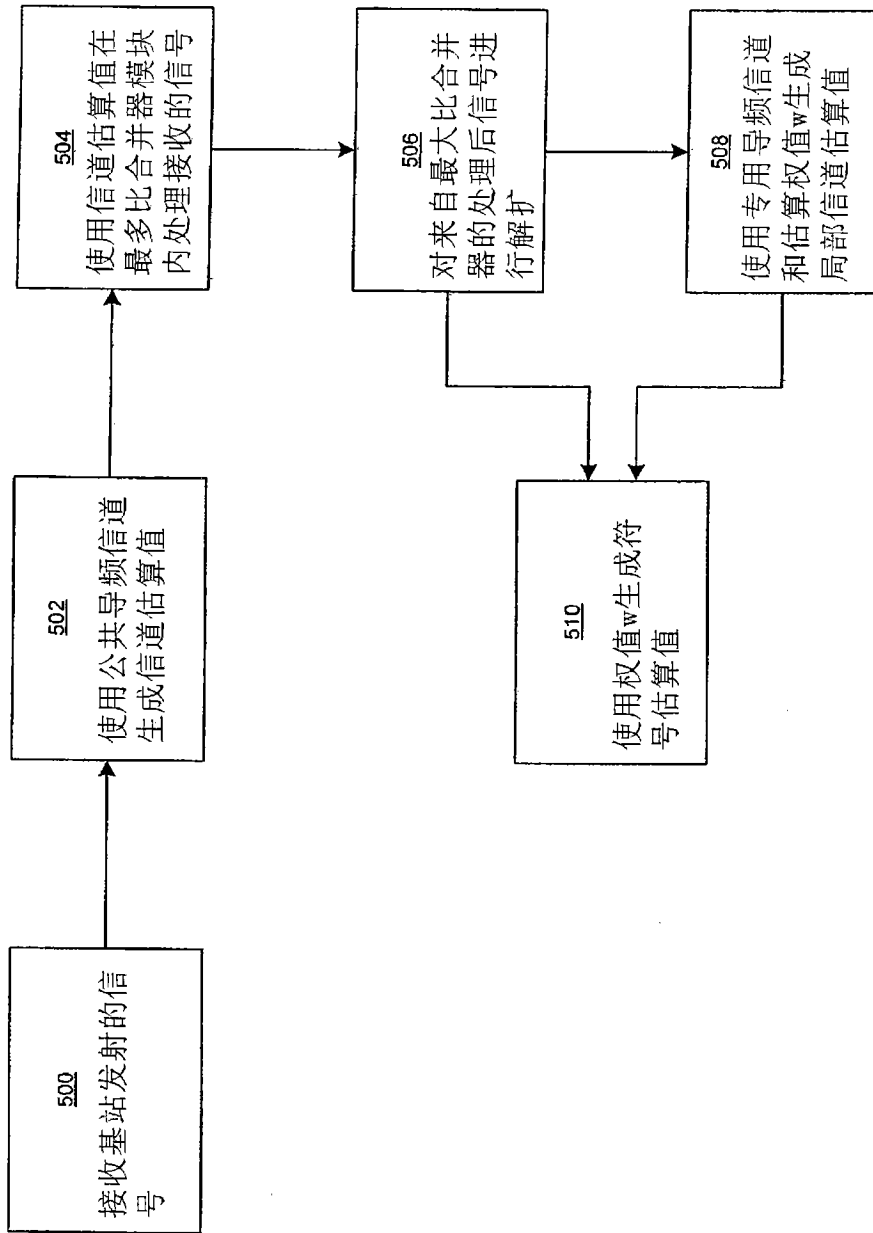 500
接收基站发射的信
号
502
使用公共导频信道
生成信道估算值
504
使用信道估算值在
最多比合并器模块
内处理接收的信号
506
对来自最大比合并
器的处理后信号进
行解扩
508
使用专用导频信道
和估算权值w生成
局部信道估算值
510
使用权值w生成符
号估算值